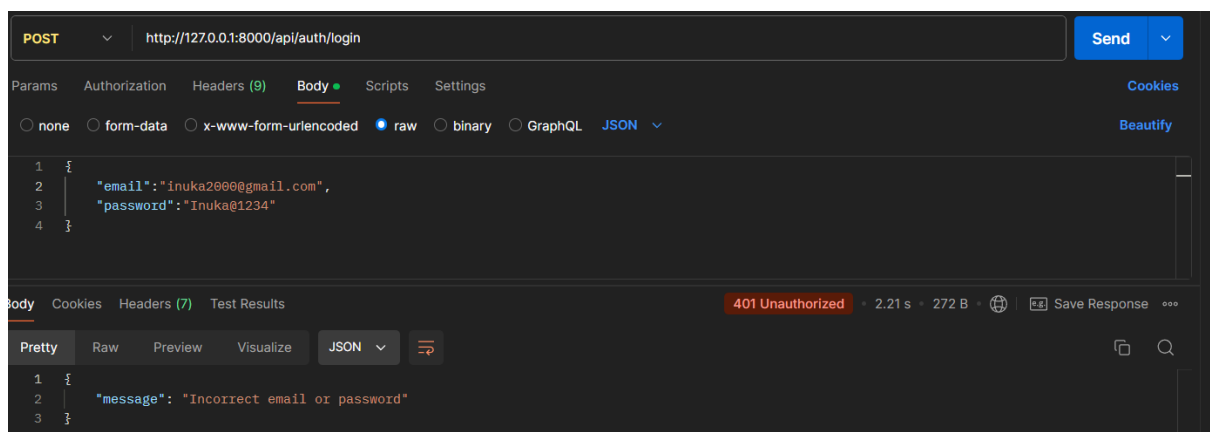 POST http://127.0.0.1:8000/api/auth/login Send
Params Authorization Headers (9) Body Scripts Settings Cookies
none form-data x-www-form-urlencoded raw binary GraphQL JSON Beautify
1 {
2 "email":"inuka2000@gmail.com",
3 "password":"Inuka@1234"
4 }
Body Cookies Headers (7) Test Results 401 Unauthorized 2.21 s 272 B e.g. Save Response
Pretty Raw Preview Visualize JSON
1 {
2 "message": "Incorrect email or password"
3 }